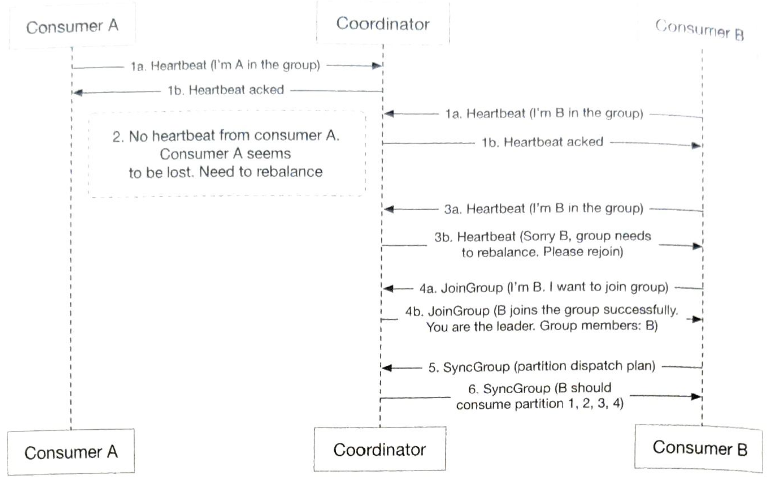 Consumer A
Coordinator
Consumer B
1a. Heartbeat (I'm A in the group)
1b. Heartbeat acked
1a. Heartbeat (I'm B in the group)
2. No heartbeat from consumer A.
Consumer A seems
to be lost. Need to rebalance
1b. Heartbeat acked
3a. Heartbeat (I'm B in the group)
3b. Heartbeat (Sorry B, group needs
to rebalance. Please rejoin)
4a. JoinGroup (I'm B. I want to join group)
4b. JoinGroup (B joins the group successfully.
You are the leader. Group members: B)
5. SyncGroup (partition dispatch plan)
6. SyncGroup (B should
consume partition 1, 2, 3, 4)
Consumer A
Coordinator
Consumer B